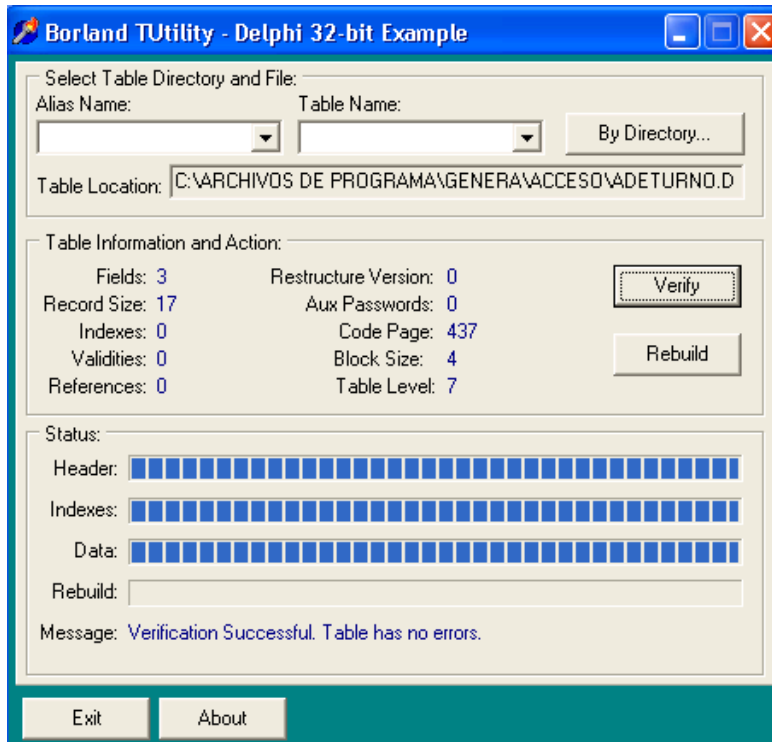 Borland TUtility - Delphi 32-bit Example
Select Table Directory and File:
Alias Name: Table Name:
By Directory...
Table Location: C:\ARCHIVOS DE PROGRAMA\GENERA\ACCESO\ADETURNO.D
Table Information and Action:
Fields: 3 Restructure Version: 0
Record Size: 17 Aux Passwords: 0
Verify
Indexes: 0 Code Page: 437
Validities: 0 Block Size: 4
Rebuild
References: 0 Table Level: 7
Status:
Header:
Indexes:
Data:
Rebuild:
Message: Verification Successful. Table has no errors.
Exit About